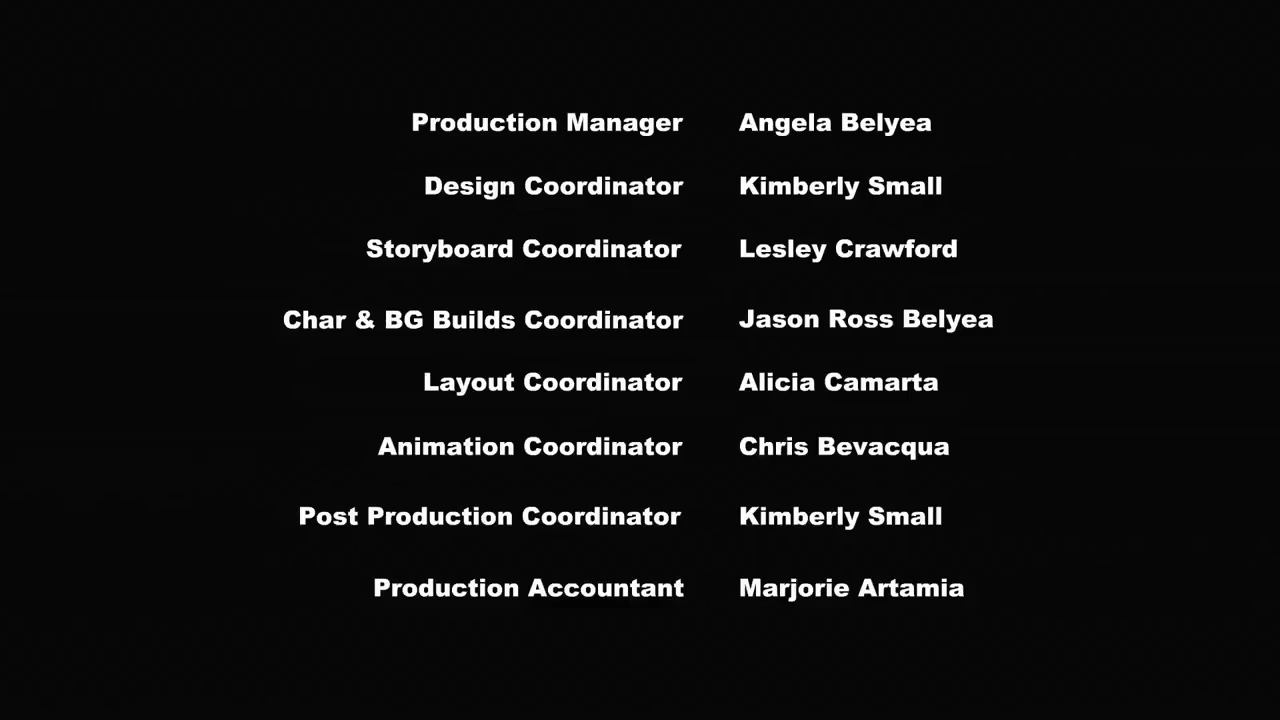 Production Manager Angela Belyea
Design Coordinator Kimberly Small
Storyboard Coordinator Lesley Crawford
Char & BG Builds Coordinator Jason Ross Belyea
Layout Coordinator Alicia Camarta
Animation Coordinator Chris Bevacqua
Post Production Coordinator Kimberly Small
Production Accountant Marjorie Artamia